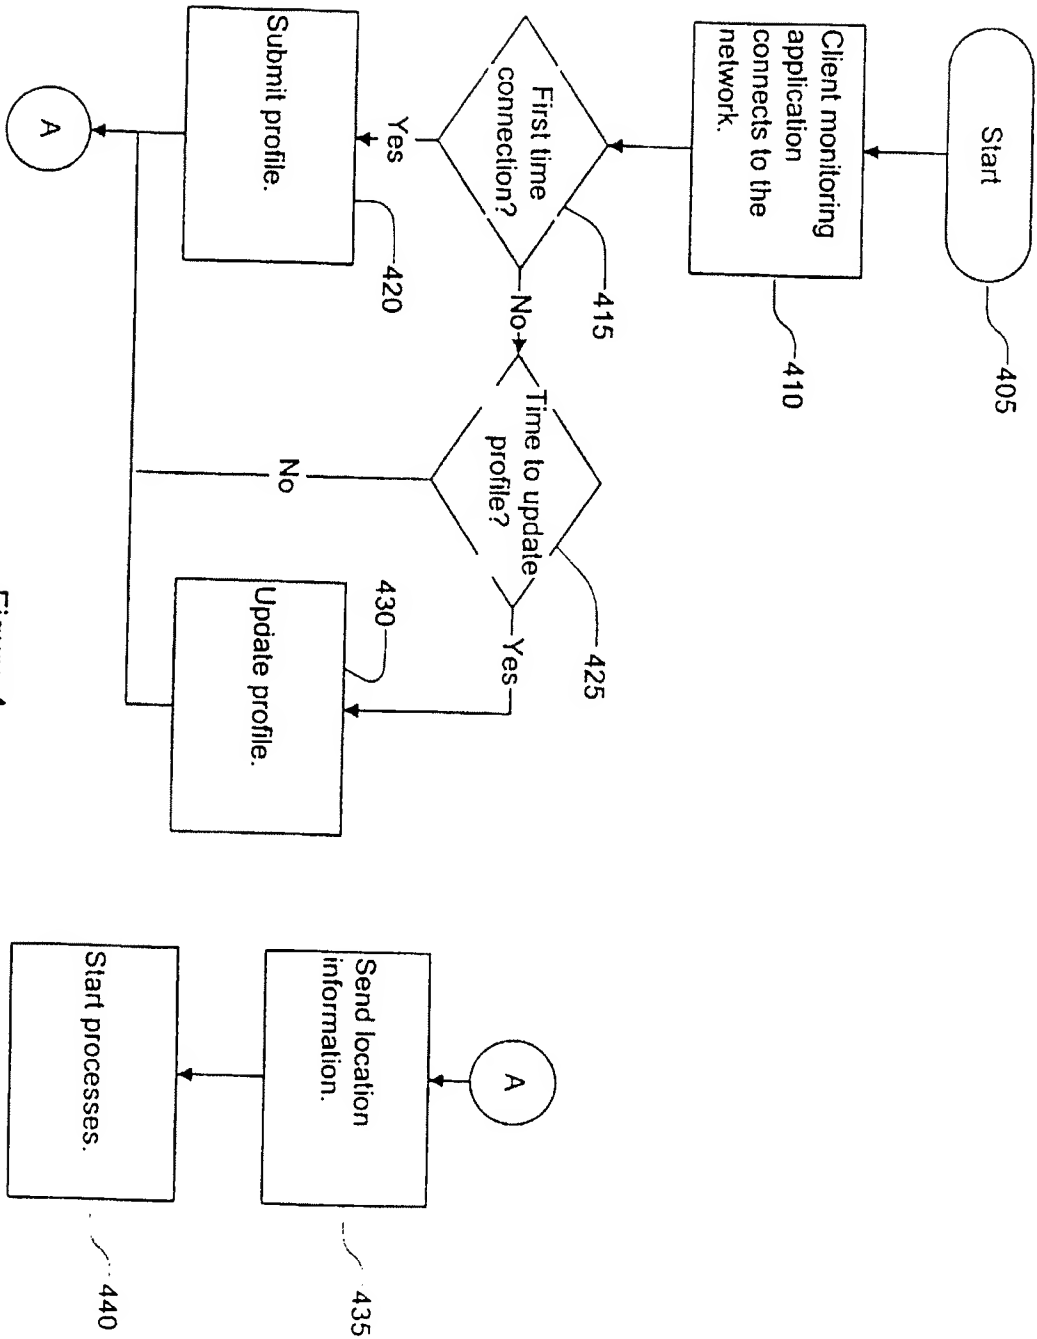 Start
405
Client monitoring
application
connects to the
network.
410
First time
connection?
415
No
Yes
Time to update
profile?
425
Yes
No
Submit profile.
420
Update profile.
430
A
A
Send location
information.
435
Start processes.
440